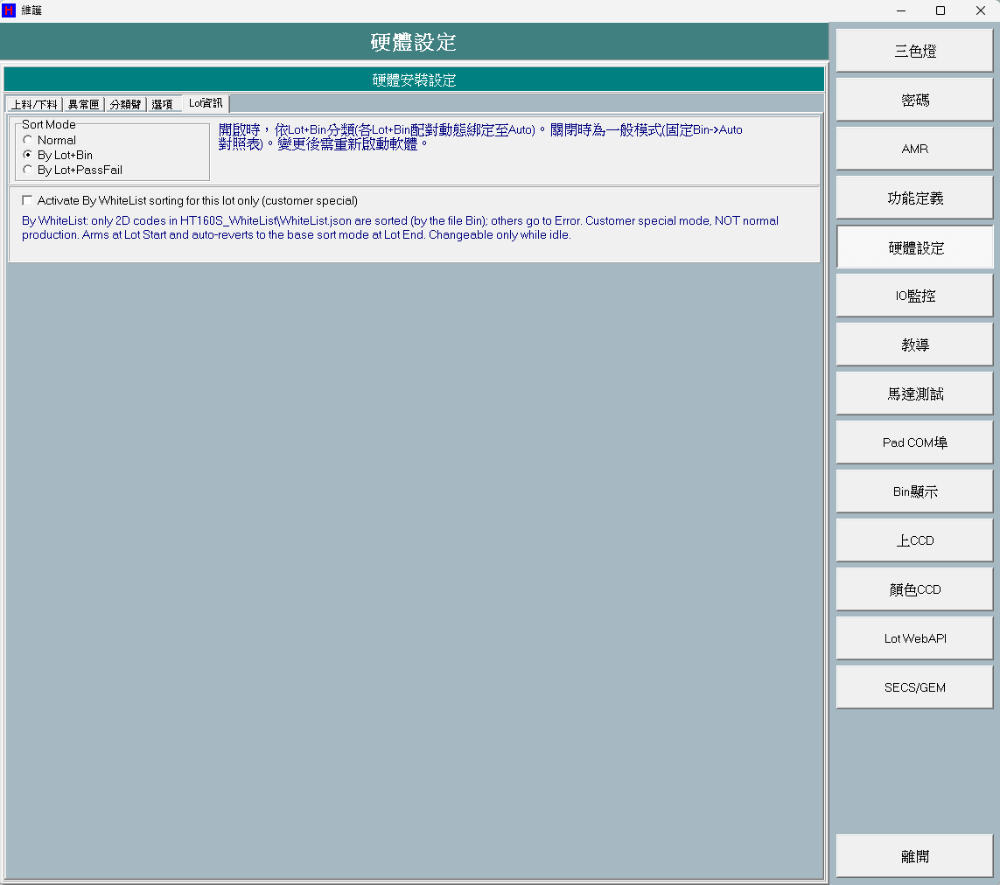 H 維護
硬體設定
硬體安裝設定
上料/下料 異常匣 分類臂 選項 Lot資訊
Sort Mode
Normal
By Lot+Bin
By Lot+PassFail
開啟時，依Lot+Bin分類(各Lot+Bin配對動態綁定至Auto)。關閉時為一般模式(固定Bin->Auto
對照表)。變更後需重新啟動軟體。
Activate By WhiteList sorting for this lot only (customer special)
By WhiteList: only 2D codes in HT160S_WhiteList\WhiteList.json are sorted (by the file Bin); others go to Error. Customer special mode, NOT normal
production. Arms at Lot Start and auto-reverts to the base sort mode at Lot End. Changeable only while idle.
三色燈
密碼
AMR
功能定義
硬體設定
IO監控
教導
馬達測試
Pad COM埠
Bin顯示
上CCD
顏色CCD
Lot WebAPI
SECS/GEM
離開